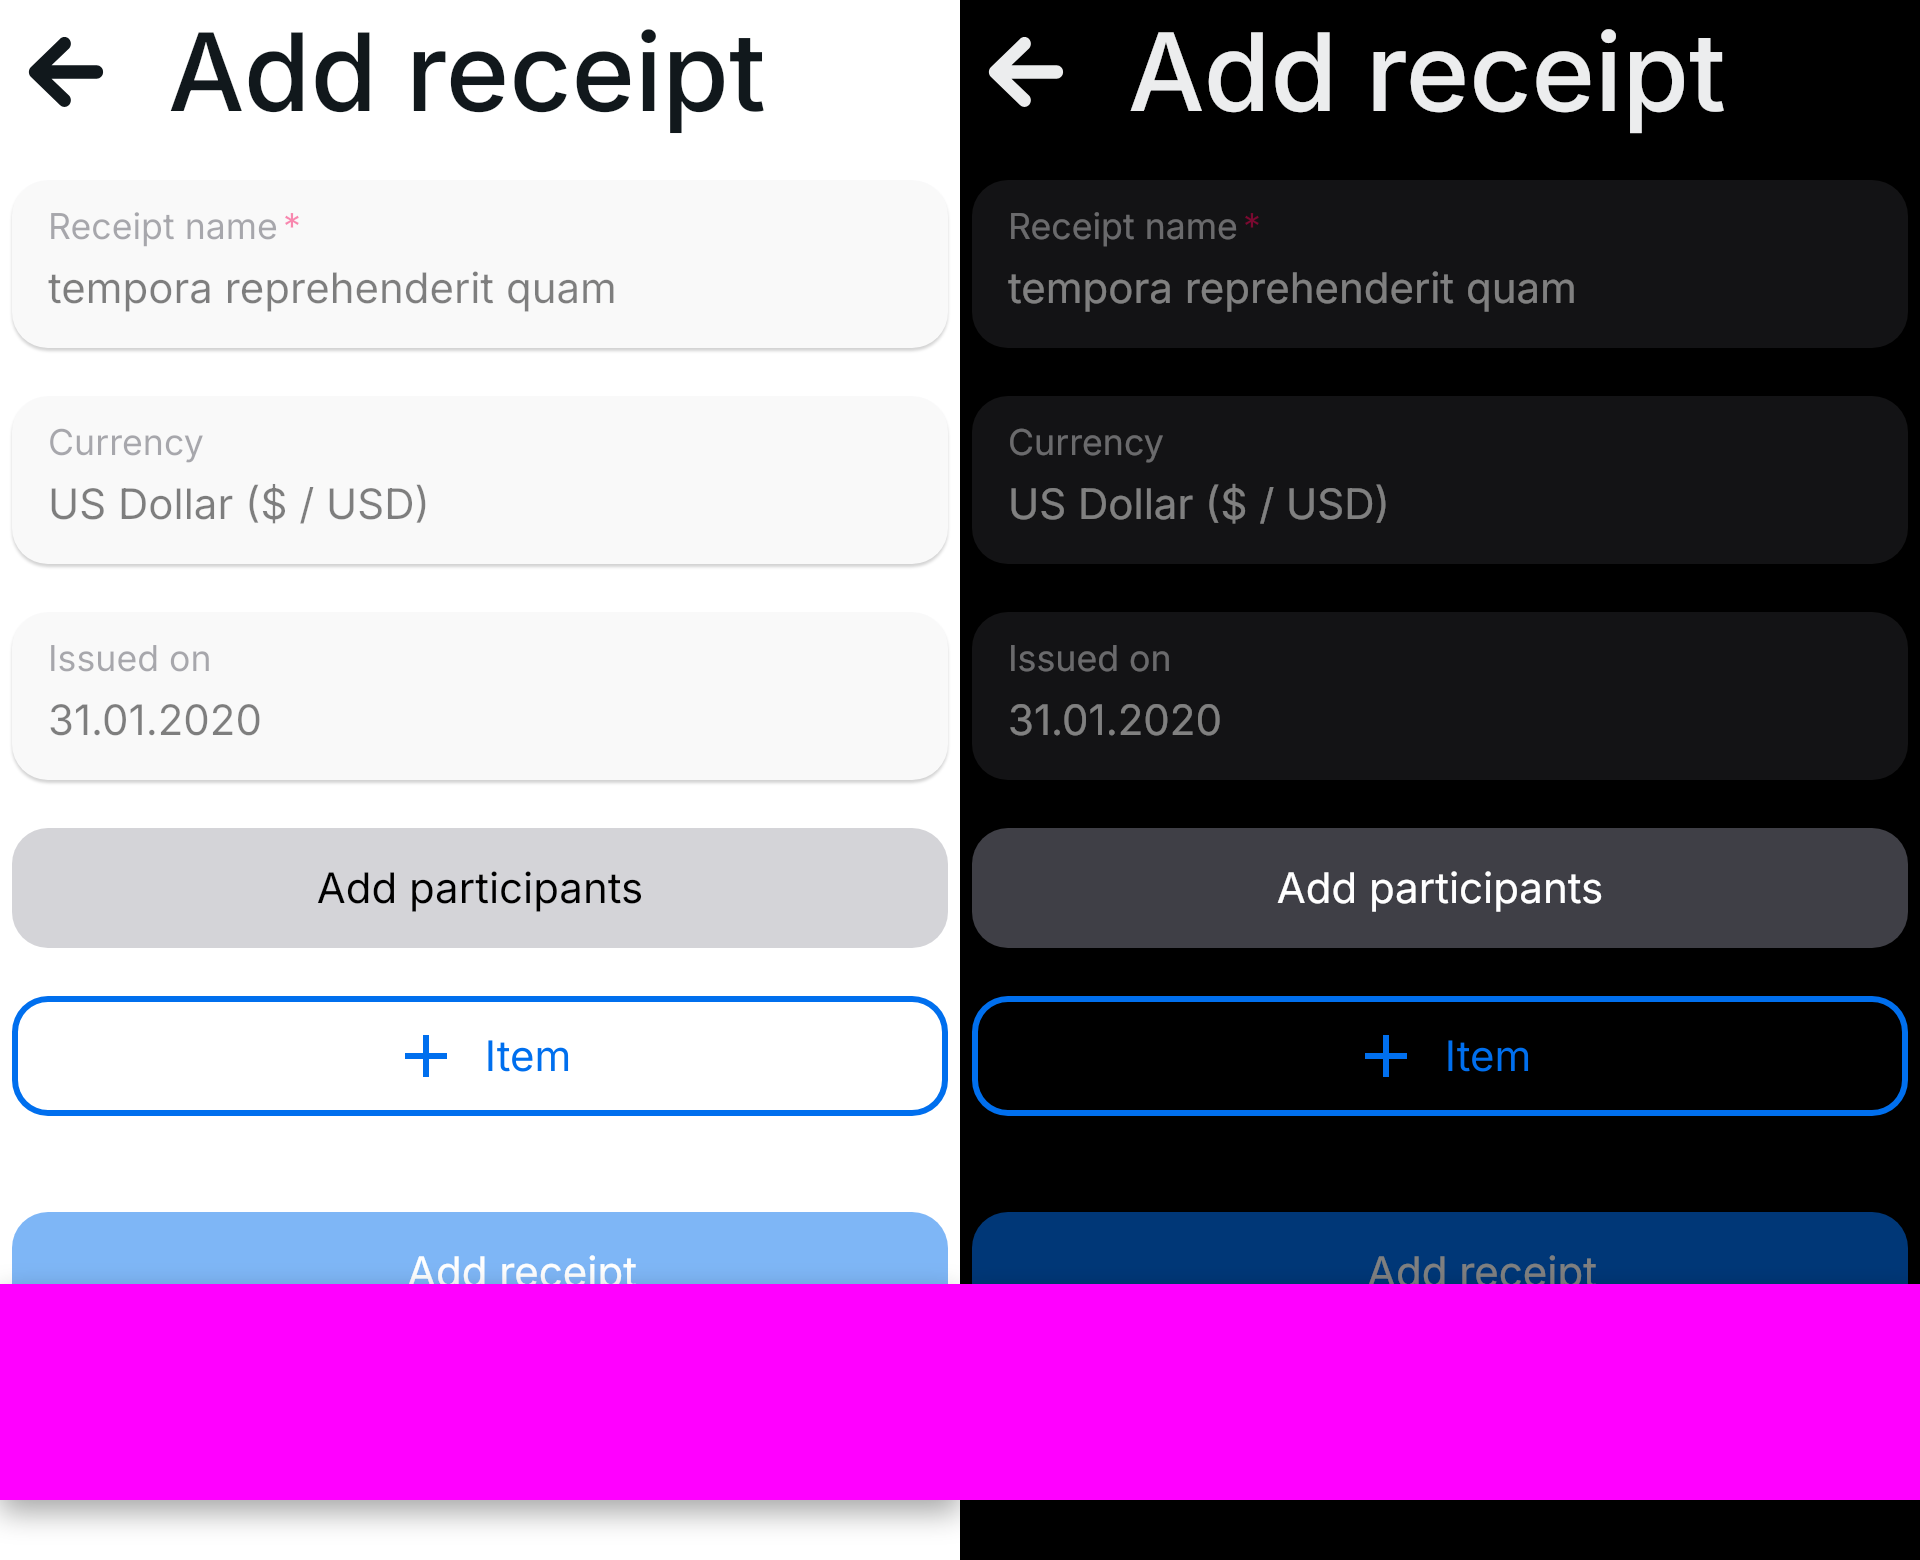 Add receipt
Receipt name *
tempora reprehenderit quam
Currency
US Dollar ($ / USD)
Issued on
31.01.2020
Add participants
+ Item
Add receipt
Add receipt
Receipt name *
tempora reprehenderit quam
Currency
US Dollar ($ / USD)
Issued on
31.01.2020
Add participants
+ Item
Add receipt